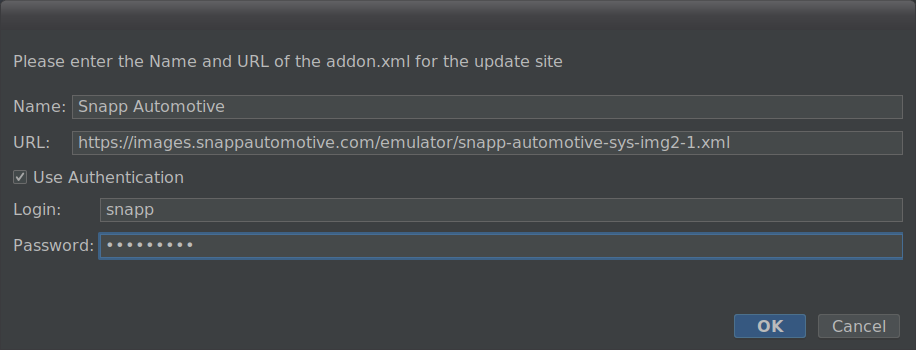 Please enter the Name and URL of the addon.xml for the update site
Name: Snapp Automotive
URL: https://images.snappautomotive.com/emulator/snapp-automotive-sys-img2-1.xml
Use Authentication
Login: snapp
Password: •••••••••
OK Cancel